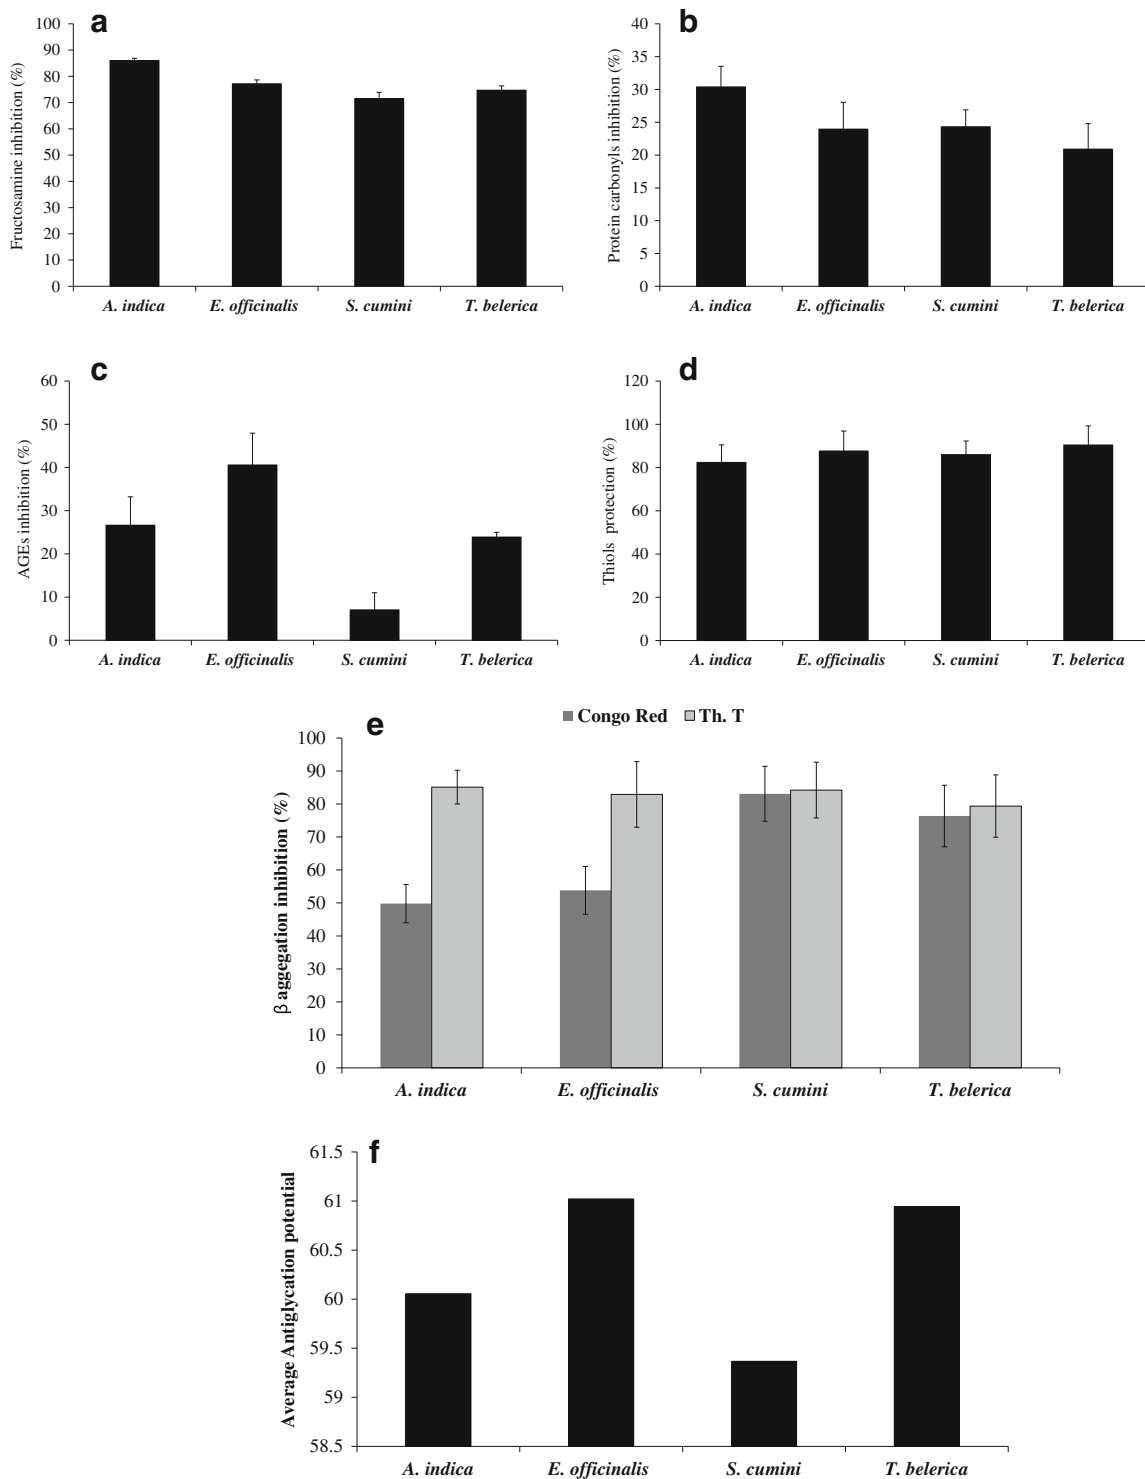 a
Fructosamine inhibition (%)
100
90
80
70
60
50
40
30
20
10
0
A. indica E. officinalis S. cumini T. belerica
b
Protein carbonyls inhibition (%)
40
35
30
25
20
15
10
5
0
A. indica E. officinalis S. cumini T. belerica
c
AGEs inhibition (%)
60
50
40
30
20
10
0
A. indica E. officinalis S. cumini T. belerica
d
Thiols protection (%)
120
100
80
60
40
20
0
A. indica E. officinalis S. cumini T. belerica
e
Congo Red Th. T
β aggegation inhibition (%)
100
90
80
70
60
50
40
30
20
10
0
A. indica E. officinalis S. cumini T. belerica
f
Average Antiglycation potential
61.5
61
60.5
60
59.5
59
58.5
A. indica E. officinalis S. cumini T. belerica